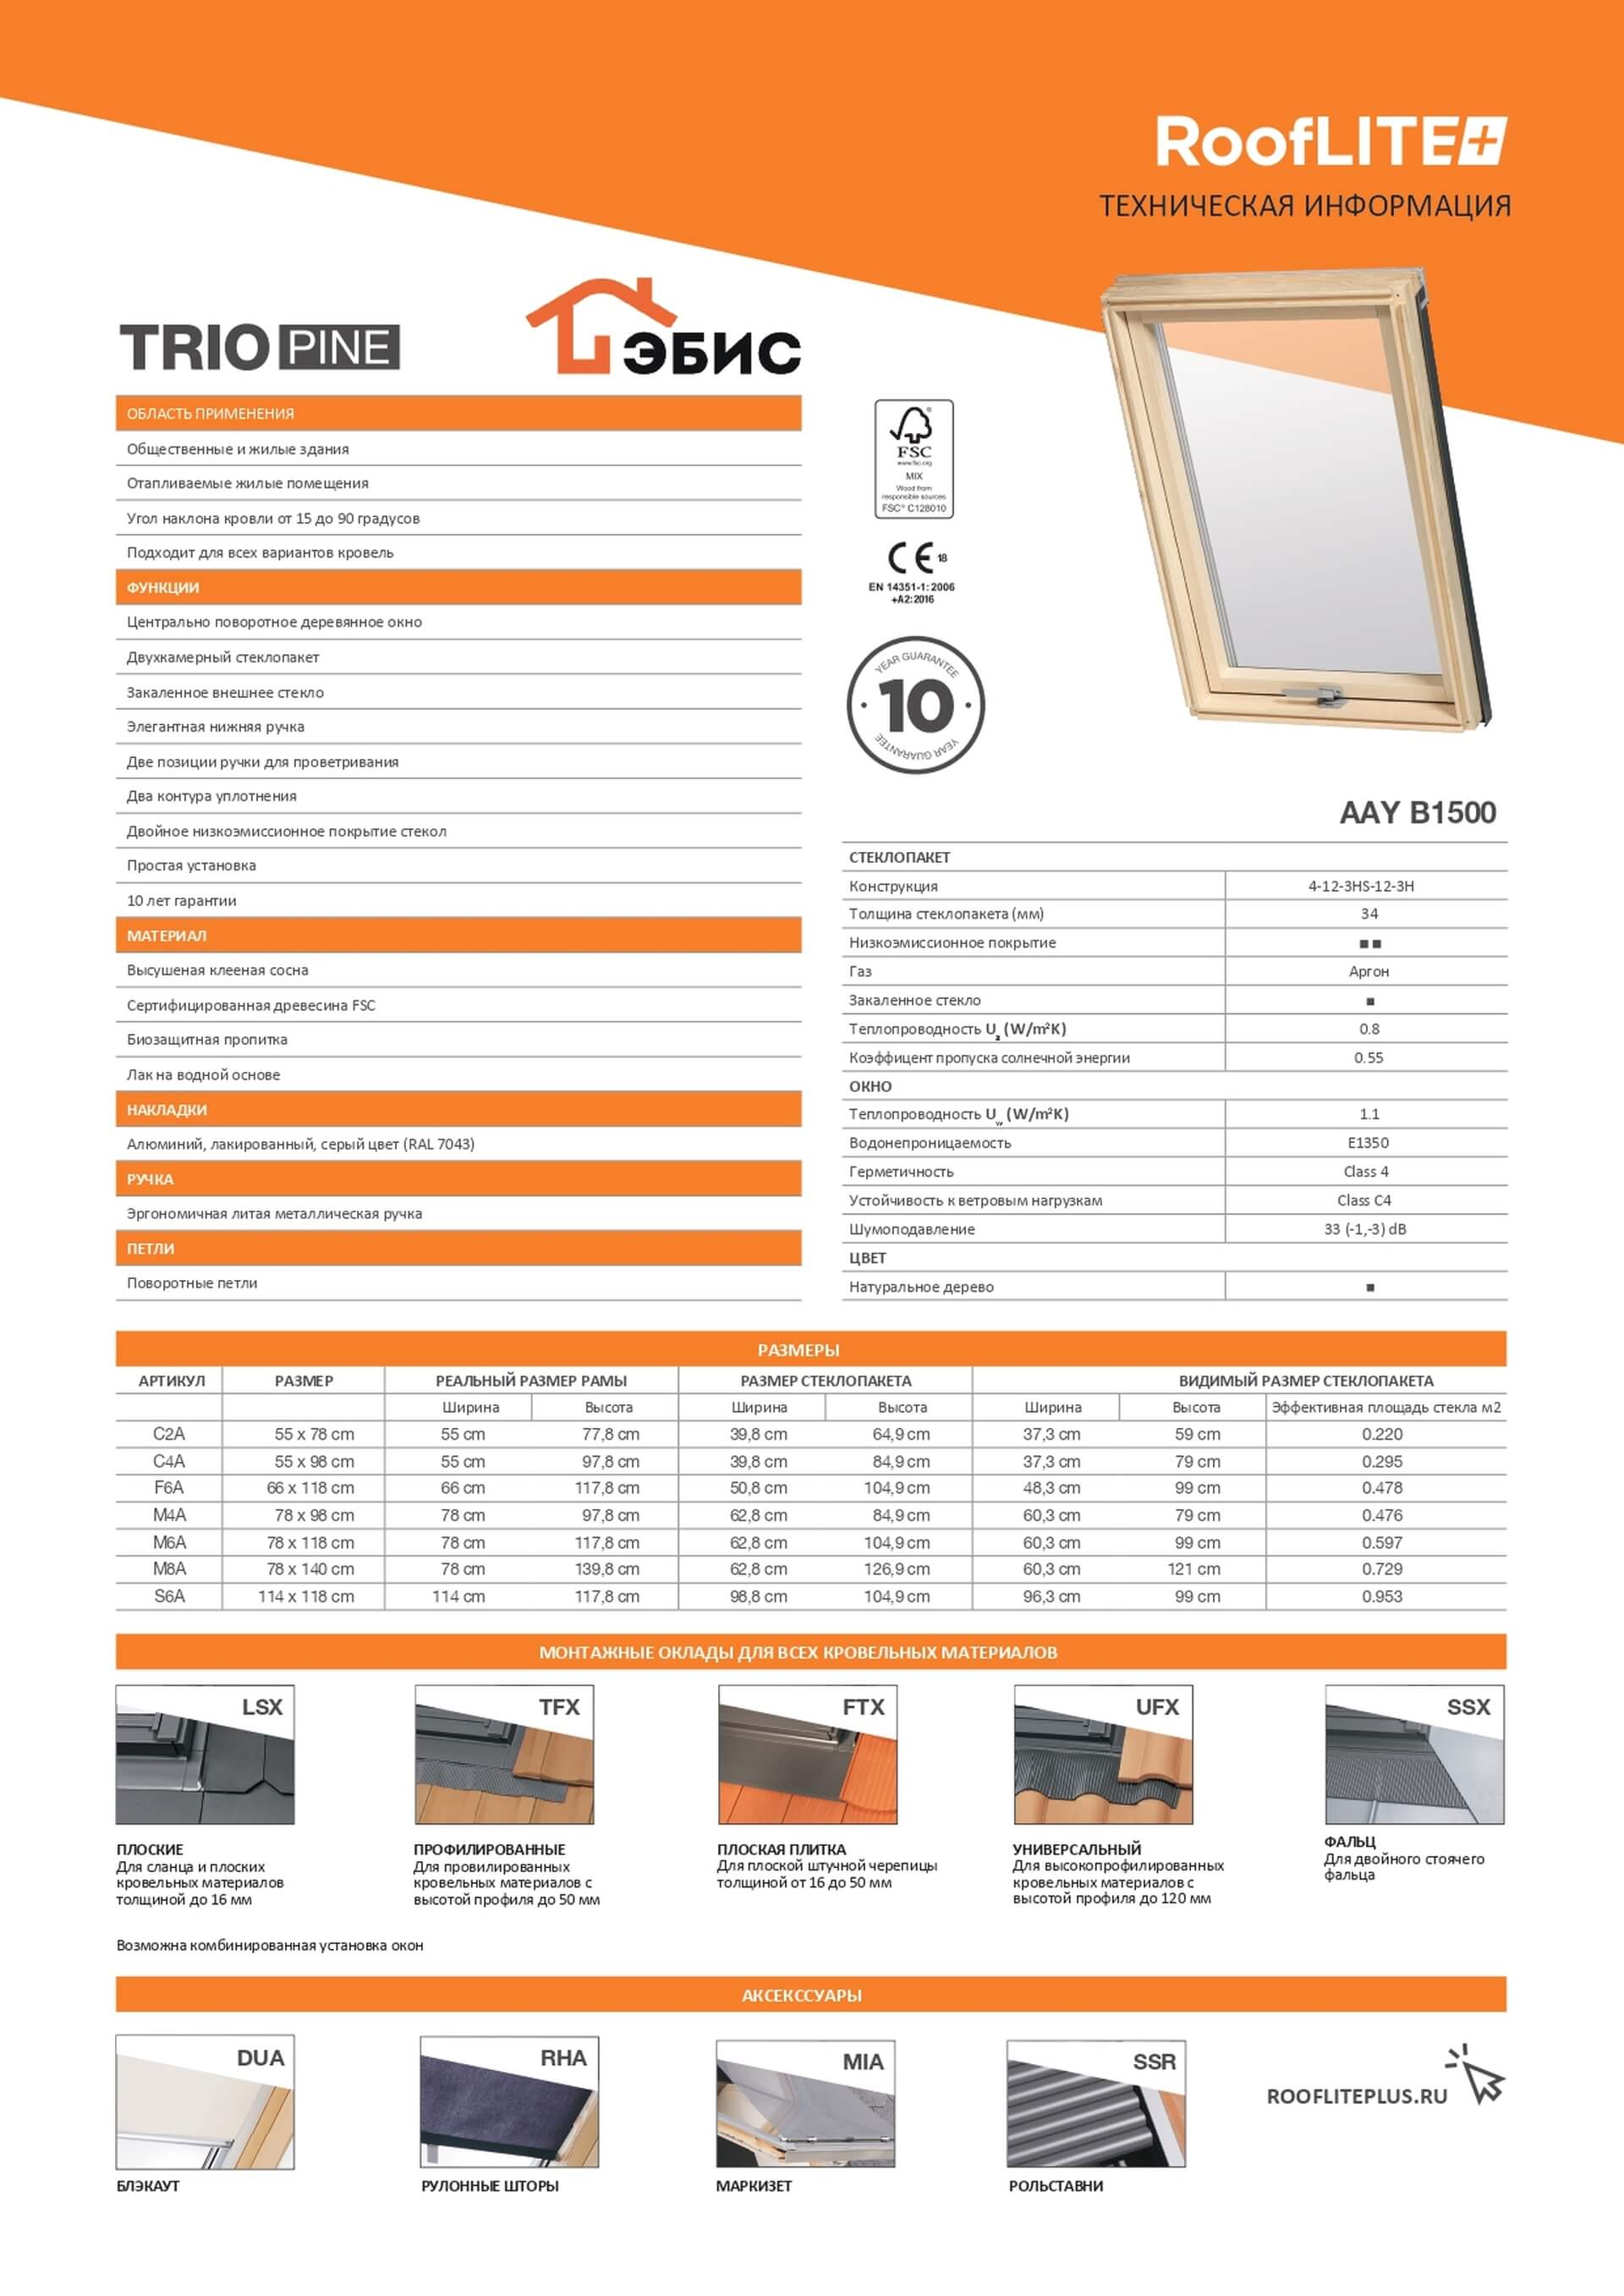 RoofLITE+
ТЕХНИЧЕСКАЯ ИНФОРМАЦИЯ
TRIO PINE
ЭБИС
ОБЛАСТЬ ПРИМЕНЕНИЯ
Общественные и жилые здания
Отапливаемые жилые помещения
Угол наклона кровли от 15 до 90 градусов
Подходит для всех вариантов кровель
ФУНКЦИИ
Центрально поворотное деревянное окно
Двухкамерный стеклопакет
Закаленное внешнее стекло
Элегантная нижняя ручка
Две позиции ручки для проветривания
Два контура уплотнения
Двойное низкоэмиссионное покрытие стекол
Простая установка
10 лет гарантии
МАТЕРИАЛ
Высушеная клееная сосна
Сертифицированная древесина FSC
Биозащитная пропитка
Лак на водной основе
НАКЛАДКИ
Алюминий, лакированный, серый цвет (RAL 7043)
РУЧКА
Эргономичная литая металлическая ручка
ПЕТЛИ
Поворотные петли
FSC
www.fsc.org
MIX
Wood from
responsible sources
FSC® C128010
CE 18
EN 14351-1:2006
+A2:2016
YEAR GUARANTEE
10
YEAR GUARANTEE
AAY B1500
СТЕКЛОПАКЕТ
Конструкция 4-12-3HS-12-3H
Толщина стеклопакета (мм) 34
Низкоэмиссионное покрытие ■ ■
Газ Аргон
Закаленное стекло ■
Теплопроводность U (W/m²K) 0.8
Коэффицент пропуска солнечной энергии 0.55
ОКНО
Теплопроводность Uw (W/m²K) 1.1
Водонепроницаемость E1350
Герметичность Class 4
Устойчивость к ветровым нагрузкам Class C4
Шумоподавление 33 (-1,-3) dB
ЦВЕТ
Натуральное дерево ■
РАЗМЕРЫ
АРТИКУЛ РАЗМЕР РЕАЛЬНЫЙ РАЗМЕР РАМЫ РАЗМЕР СТЕКЛОПАКЕТА ВИДИМЫЙ РАЗМЕР СТЕКЛОПАКЕТА
Ширина Высота Ширина Высота Ширина Высота Эффективная площадь стекла м2
C2A 55 x 78 cm 55 cm 77,8 cm 39,8 cm 64,9 cm 37,3 cm 59 cm 0.220
C4A 55 x 98 cm 55 cm 97,8 cm 39,8 cm 84,9 cm 37,3 cm 79 cm 0.295
F6A 66 x 118 cm 66 cm 117,8 cm 50,8 cm 104,9 cm 48,3 cm 99 cm 0.478
M4A 78 x 98 cm 78 cm 97,8 cm 62,8 cm 84,9 cm 60,3 cm 79 cm 0.476
M6A 78 x 118 cm 78 cm 117,8 cm 62,8 cm 104,9 cm 60,3 cm 99 cm 0.597
M8A 78 x 140 cm 78 cm 139,8 cm 62,8 cm 126,9 cm 60,3 cm 121 cm 0.729
S6A 114 x 118 cm 114 cm 117,8 cm 98,8 cm 104,9 cm 96,3 cm 99 cm 0.953
МОНТАЖНЫЕ ОКЛАДЫ ДЛЯ ВСЕХ КРОВЕЛЬНЫХ МАТЕРИАЛОВ
LSX
ПЛОСКИЕ
Для сланца и плоских
кровельных материалов
толщиной до 16 мм
TFX
ПРОФИЛИРОВАННЫЕ
Для провилированных
кровельных материалов с
высотой профиля до 50 мм
FTX
ПЛОСКАЯ ПЛИТКА
Для плоской штучной черепицы
толщиной от 16 до 50 мм
UFX
УНИВЕРСАЛЬНЫЙ
Для высокопрофилированных
кровельных материалов с
высотой профиля до 120 мм
SSX
ФАЛЬЦ
Для двойного стоячего
фальца
Возможна комбинированная установка окон
АКСЕКССУАРЫ
DUA
БЛЭКАУТ
RHA
РУЛОННЫЕ ШТОРЫ
MIA
МАРКИЗЕТ
SSR
РОЛЬСТАВНИ
ROOFLITEPLUS.RU